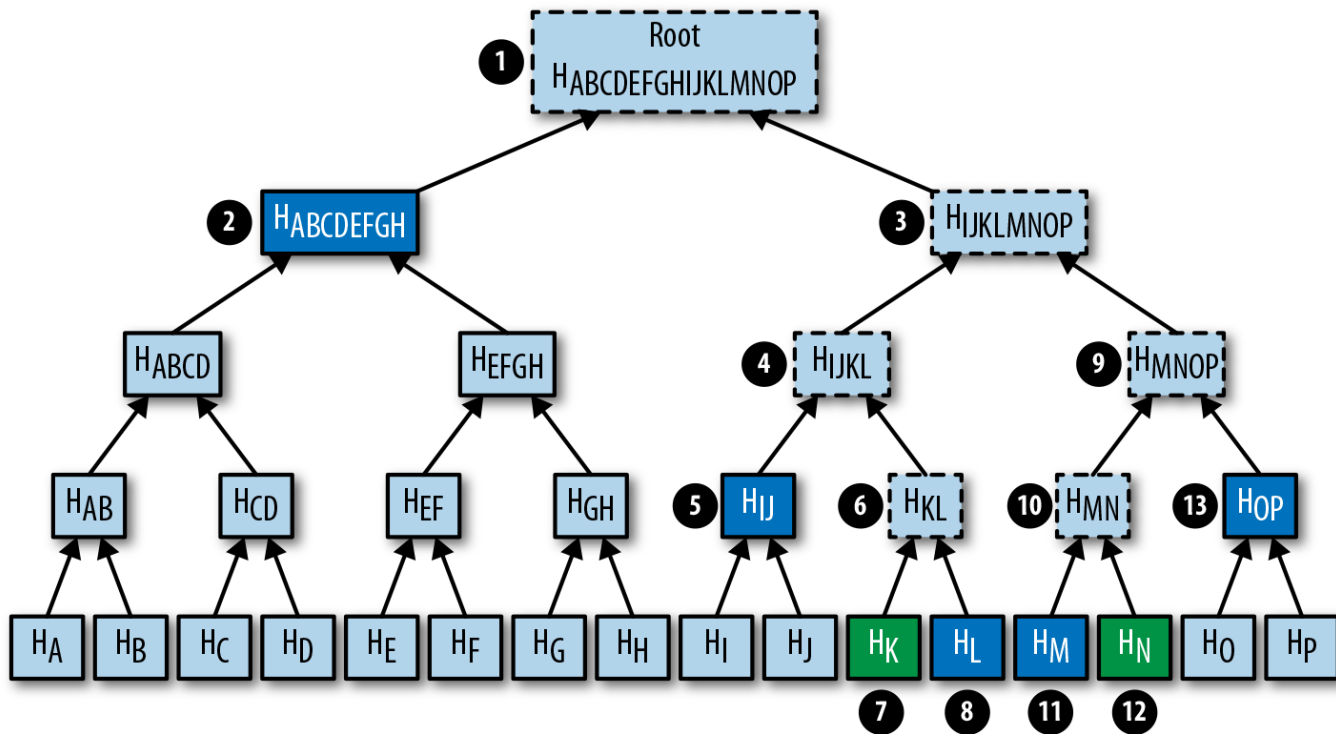 Root
1
HABCDEFGHIJKLMNOP
2 HABCDEFGH 3 HIJKLMNOP
HABCD HEFGH 4 HIJKL 9 HMNOP
HAB HCD HEF HGH 5 HIJ 6 HKL 10 HMN 13 HOP
HA HB HC HD HE HF HG HH HI HJ HK HL HM HN HO HP
7 8 11 12